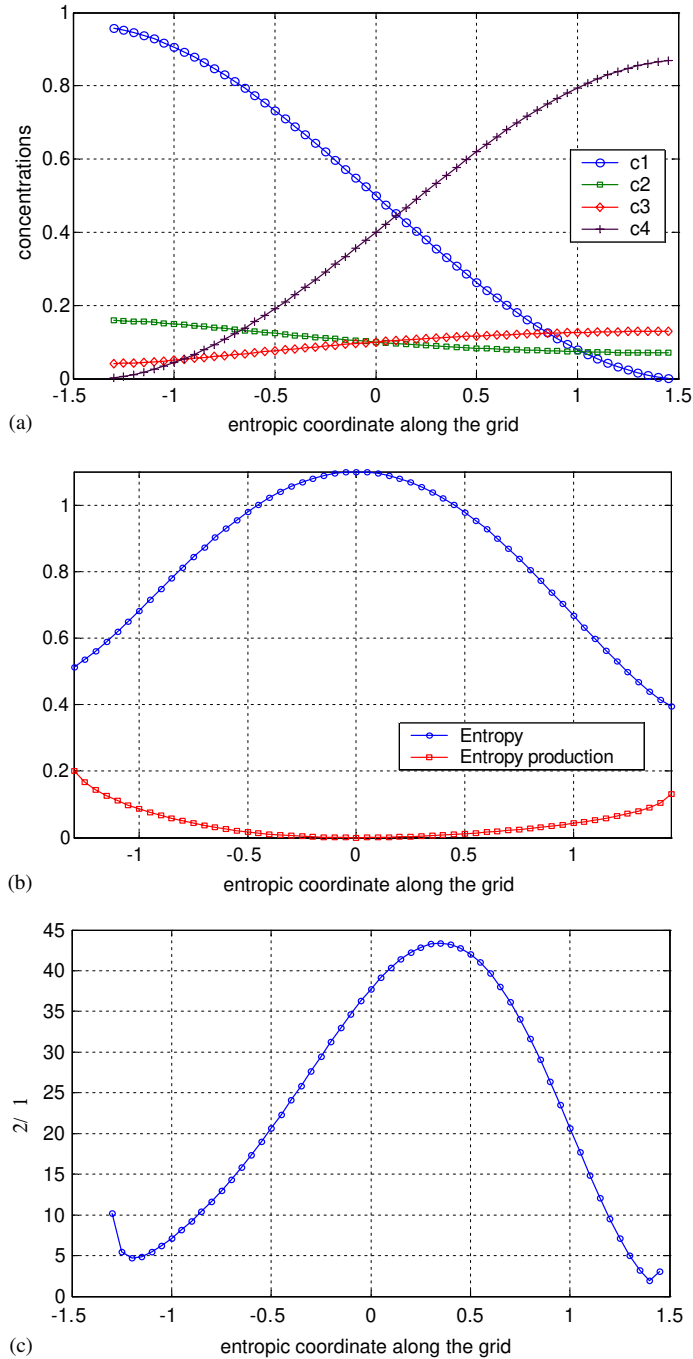 1
0.8
0.6
0.4
0.2
0
concentrations
c1
c2
c3
c4
-1.5 -1 -0.5 0 0.5 1 1.5
(a)
entropic coordinate along the grid
1
0.8
0.6
0.4
0.2
0
Entropy
Entropy production
-1 -0.5 0 0.5 1
(b)
entropic coordinate along the grid
45
40
35
30
25
20
15
10
5
0
2/ 1
-1.5 -1 -0.5 0 0.5 1 1.5
(c)
entropic coordinate along the grid